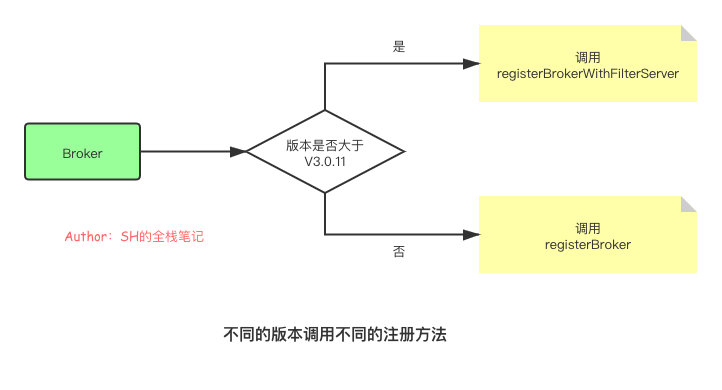 是
调用
registerBrokerWithFilterServer
Broker
版本是否大于
V3.0.11
Author：SH的全栈笔记
否
调用
registerBroker
不同的版本调用不同的注册方法